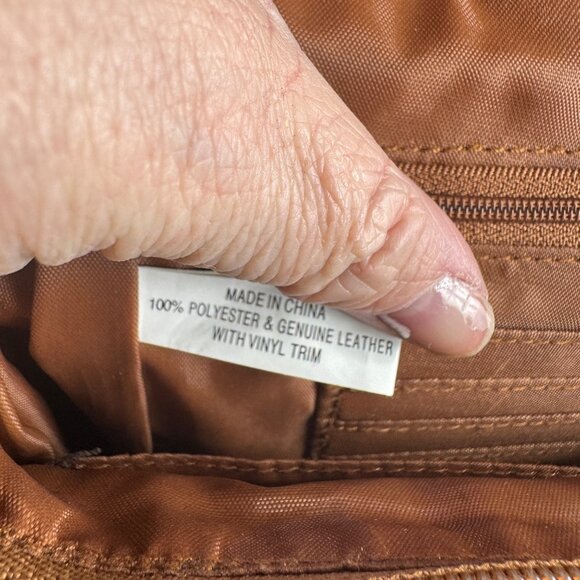 MADE IN CHINA
100% POLYESTER & GENUINE LEATHER
WITH VINYL TRIM